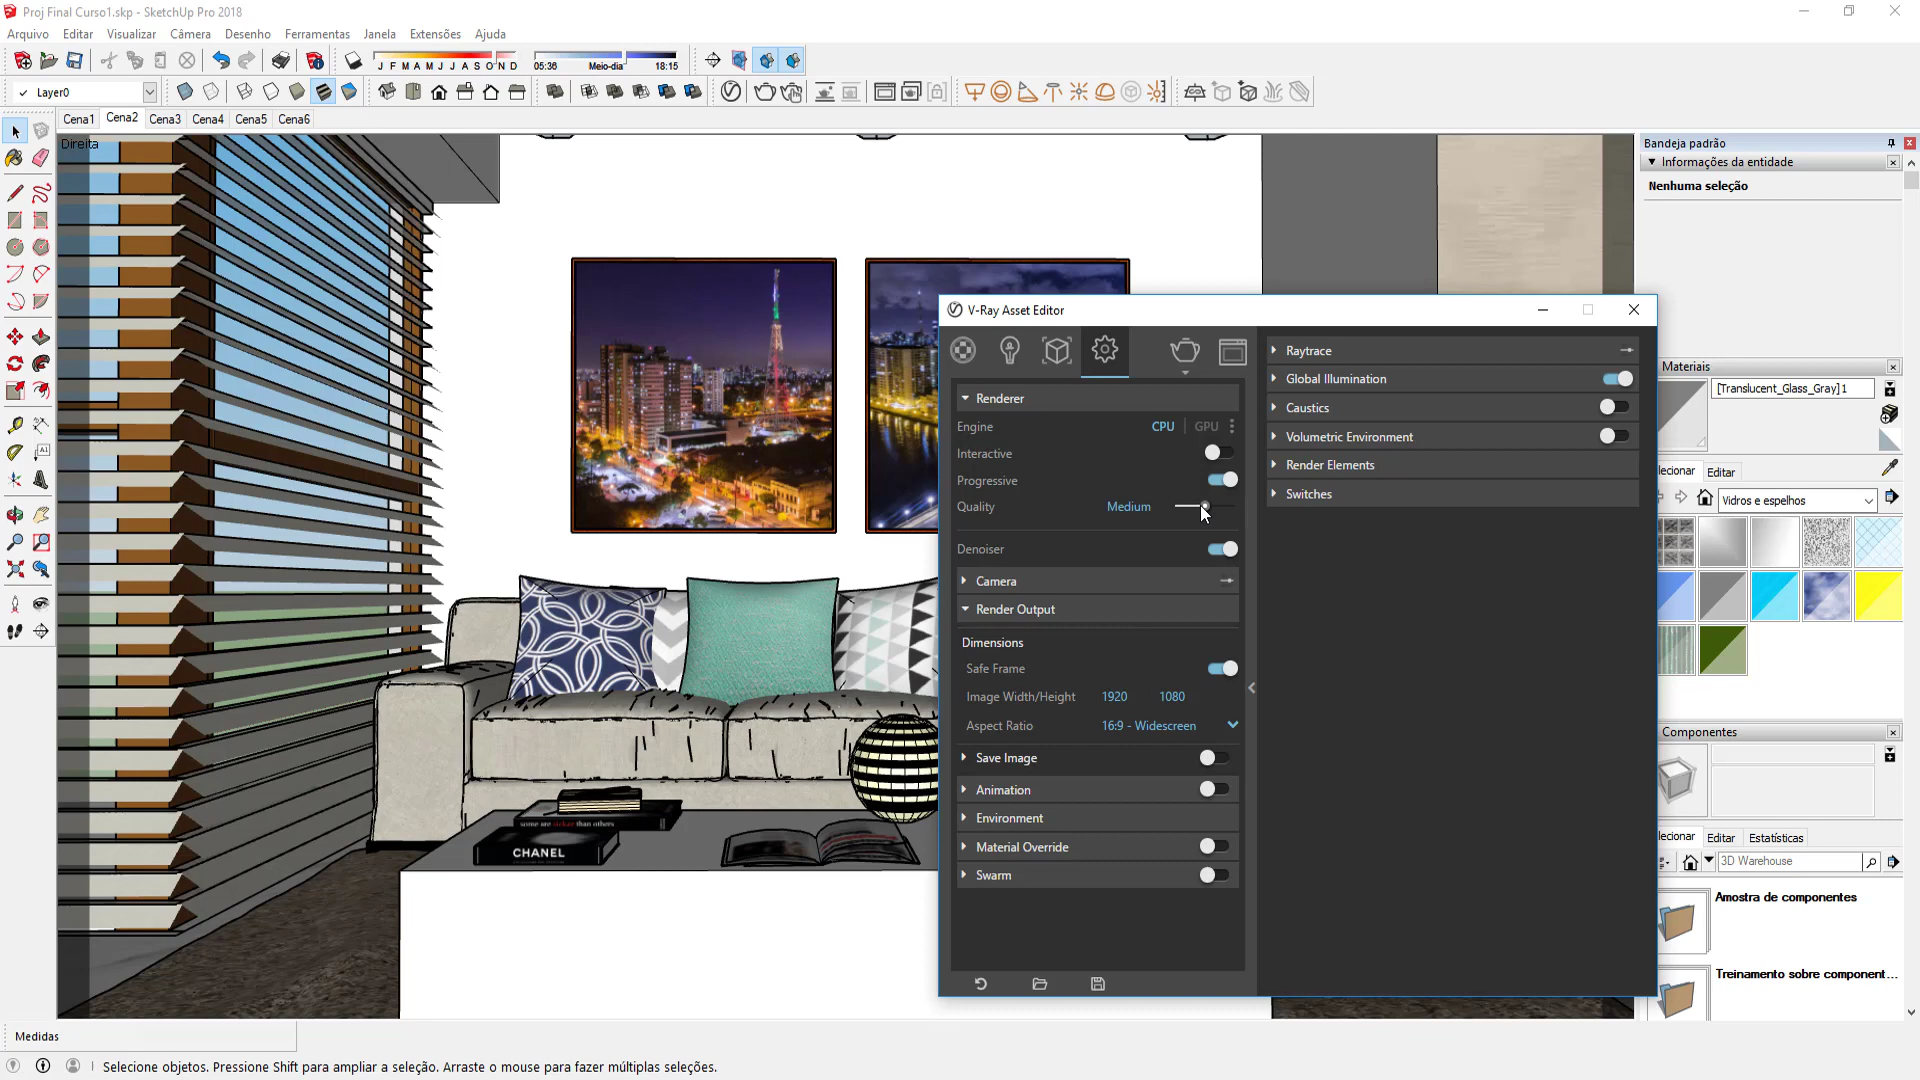 Proj Final Curso1.skp - SketchUp Pro 2018
Arquivo Editar Visualizar Câmera Desenho Ferramentas Janela Extensões Ajuda
J F M A M J J A S O N D
05:36 Meio-dia 18:15
Layer0
Cena1 Cena2 Cena3 Cena4 Cena5 Cena6
Direita
CHANEL
V-Ray Asset Editor
Renderer
Engine CPU GPU
Interactive
Progressive
Quality Medium
Denoiser
Camera
Render Output
Dimensions
Safe Frame
Image Width/Height 1920 1080
Aspect Ratio 16:9 - Widescreen
Save Image
Animation
Environment
Material Override
Swarm
Raytrace
Global Illumination
Caustics
Volumetric Environment
Render Elements
Switches
Bandeja padrão
Informações da entidade
Nenhuma seleção
Materiais
[Translucent_Glass_Gray]1
elecionar Editar
Vidros e espelhos
Componentes
elecionar Editar Estatísticas
3D Warehouse
Amostra de componentes
Treinamento sobre component...
Medidas
Selecione objetos. Pressione Shift para ampliar a seleção. Arraste o mouse para fazer múltiplas seleções.